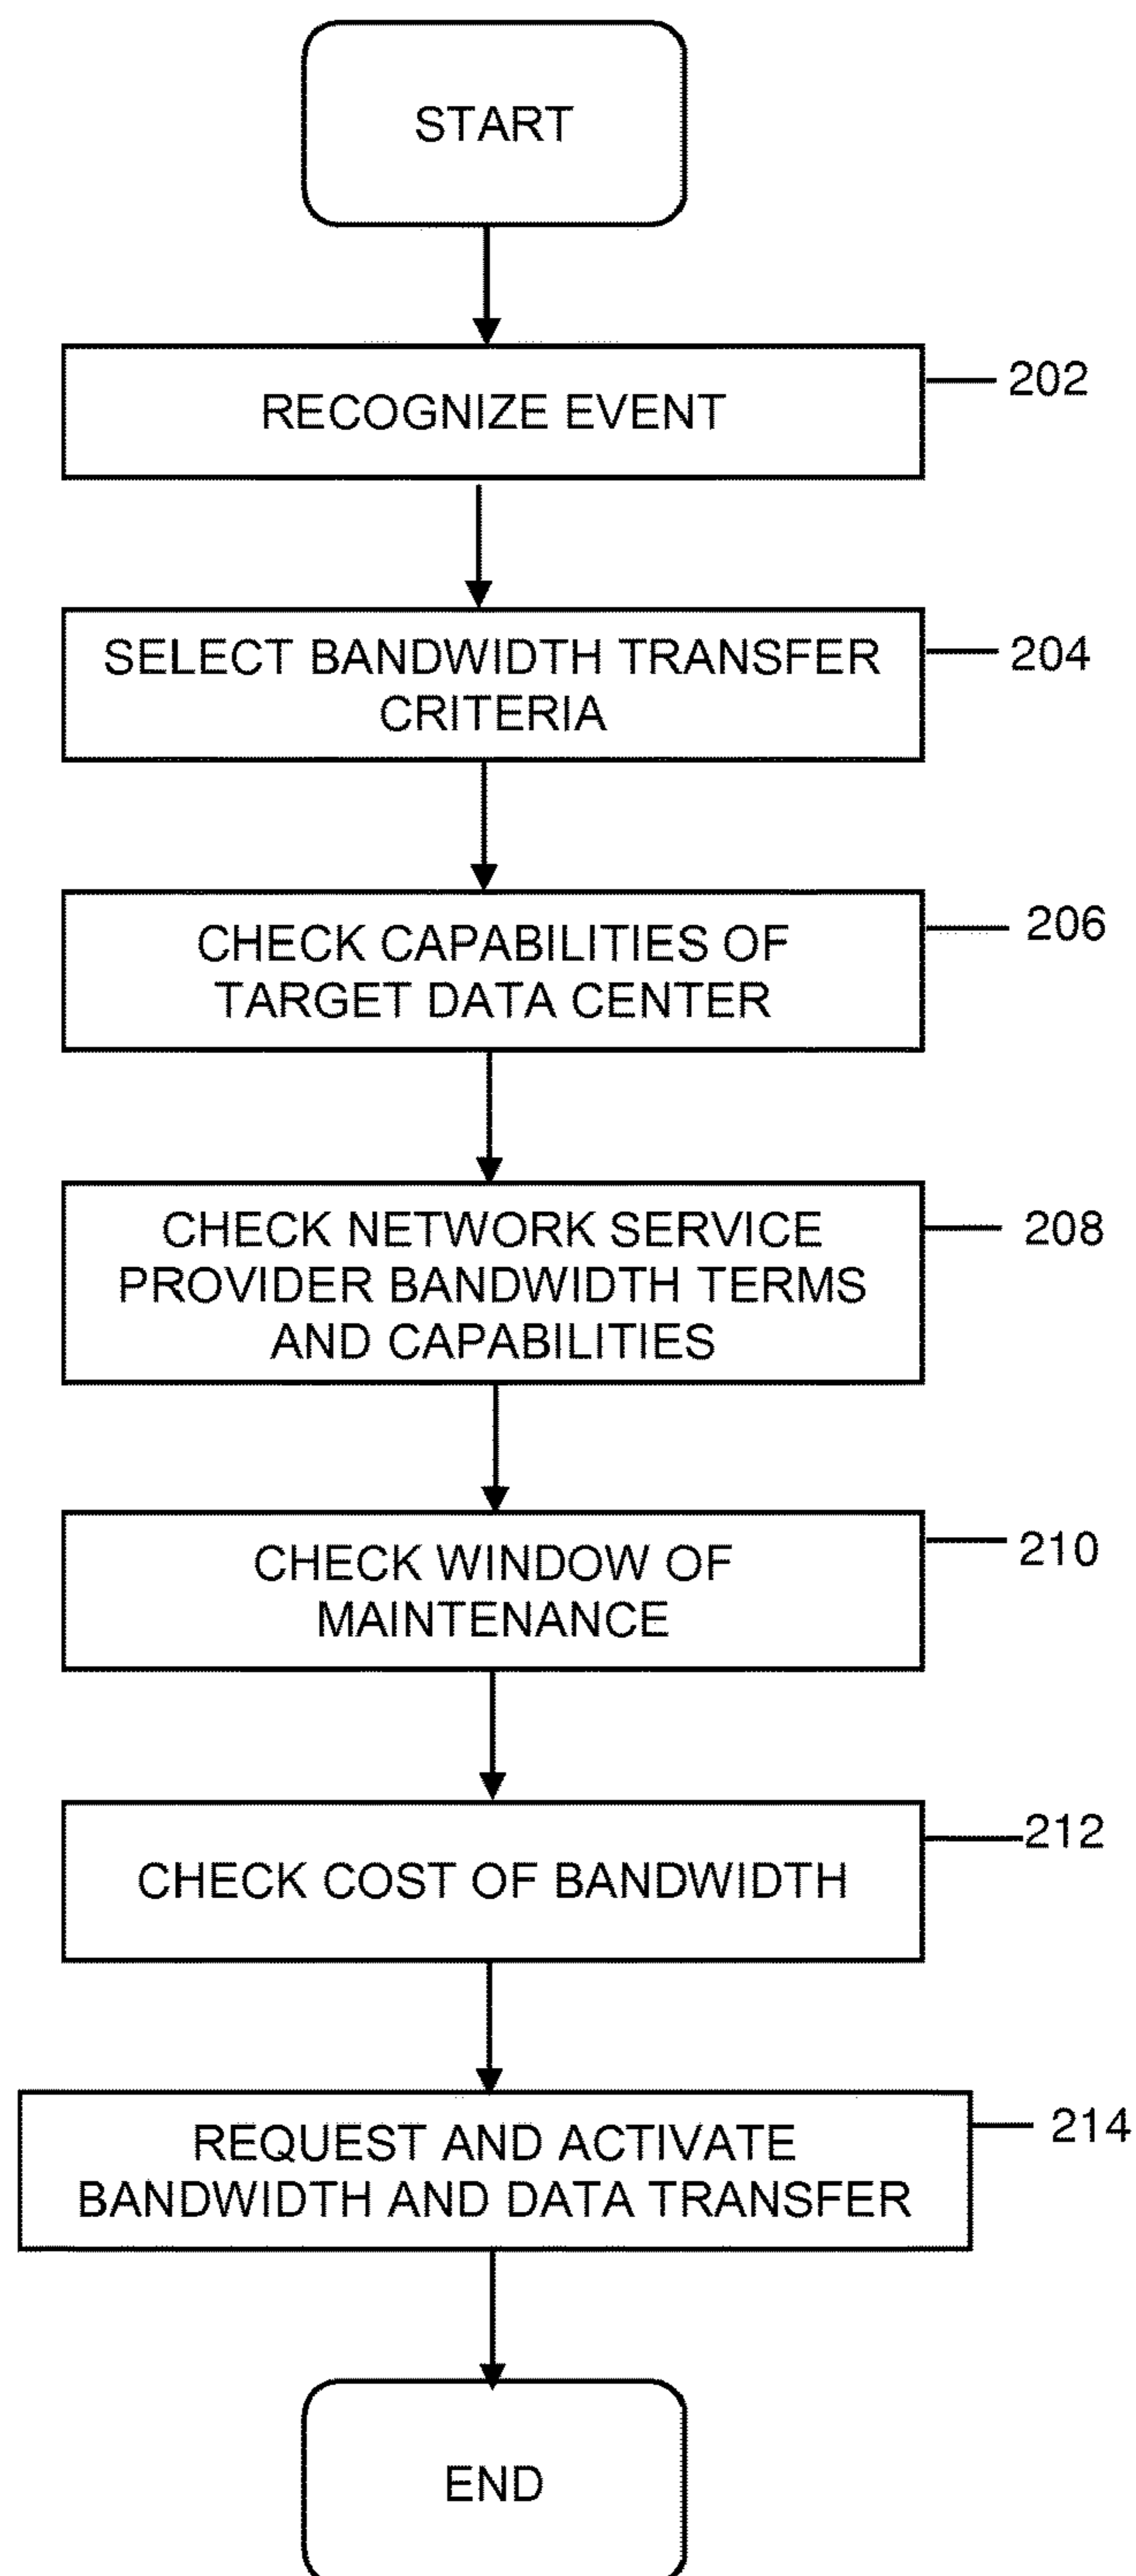 START
RECOGNIZE EVENT
202
SELECT BANDWIDTH TRANSFER
CRITERIA
204
CHECK CAPABILITIES OF
TARGET DATA CENTER
206
CHECK NETWORK SERVICE
PROVIDER BANDWIDTH TERMS
AND CAPABILITIES
208
CHECK WINDOW OF
MAINTENANCE
210
CHECK COST OF BANDWIDTH
212
REQUEST AND ACTIVATE
BANDWIDTH AND DATA TRANSFER
214
END